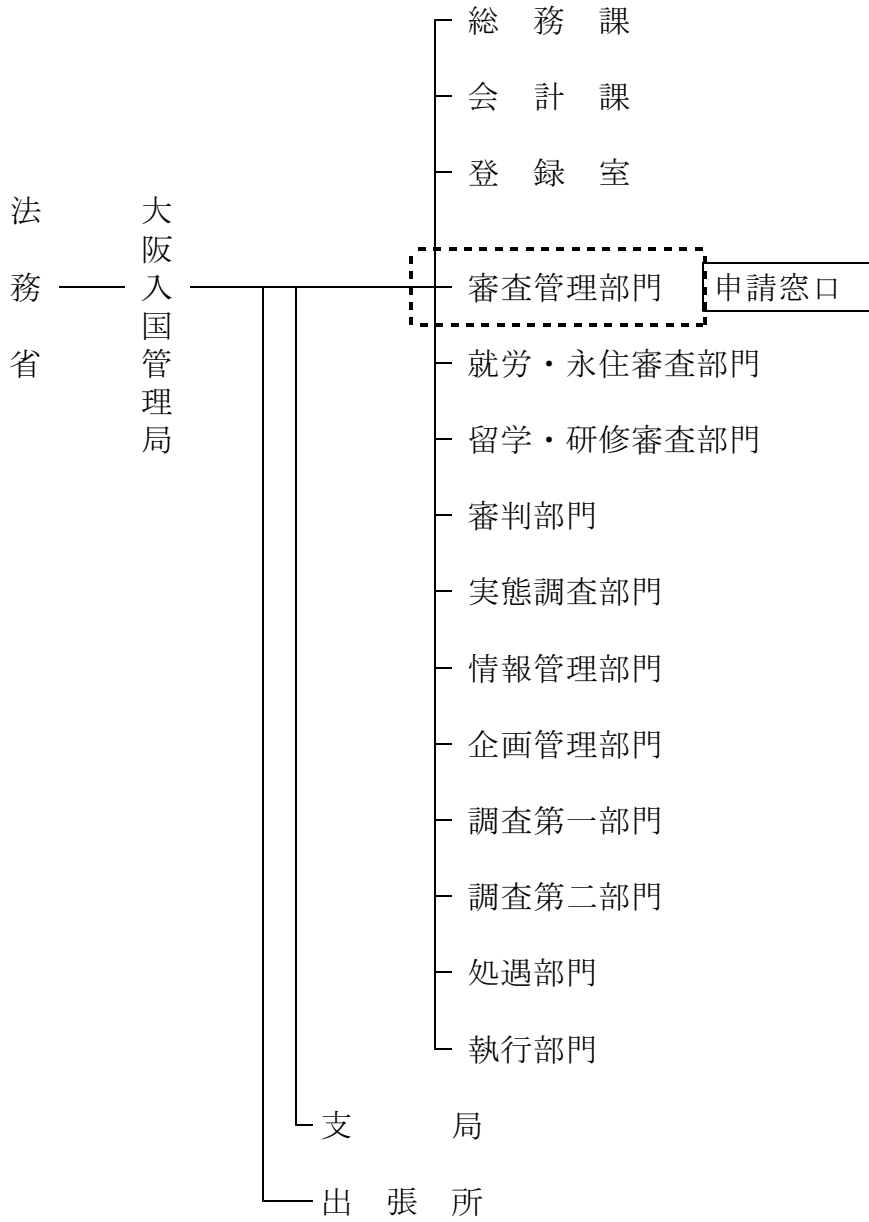 法務省
大阪入国管理局
総務課
会計課
登録室
審査管理部門
申請窓口
就労・永住審査部門
留学・研修審査部門
審判部門
実態調査部門
情報管理部門
企画管理部門
調査第一部門
調査第二部門
処遇部門
執行部門
支局
出張所